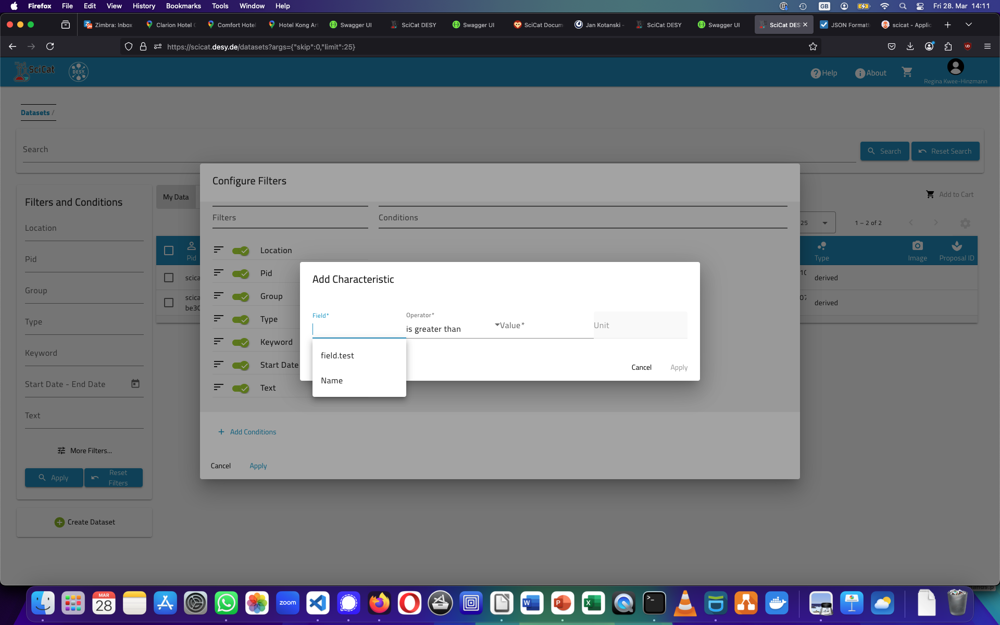 Firefox File Edit View History Bookmarks Tools Window Help GB Fri 28. Mar 14:11
Zimbra: Inbox Clarion Hotel Comfort Hotel Hotel Kong Ar Swagger UI SciCat DESY Swagger UI SciCat Docum Jan Kotanski - SciCat DESY Swagger UI SciCat DES JSON Formatt scicat - Applic
https://scicat.desy.de/datasets?args={"skip":0,"limit":25}
SciCat DESY. Help About
Regina Kwee-Hinzmann
Datasets /
Search
Search Reset Search
Configure Filters
Filters and Conditions
My Data
Add to Cart
Filters Conditions
25 1 – 2 of 2
Location
Pid
Group
Type
Keyword
Start Date - End Date
Text
More Filters...
Apply
Reset Filters
Create Dataset
Pid Type Image Proposal ID
scica derived
scica
be30 derived
Location
Pid
Group
Type
Keyword
Start Date
Text
Add Characteristic
Field* Operator*
is greater than Value* Unit
field.test
Name
Cancel Apply
Add Conditions
Cancel Apply
MAR
28
zoom
W P X